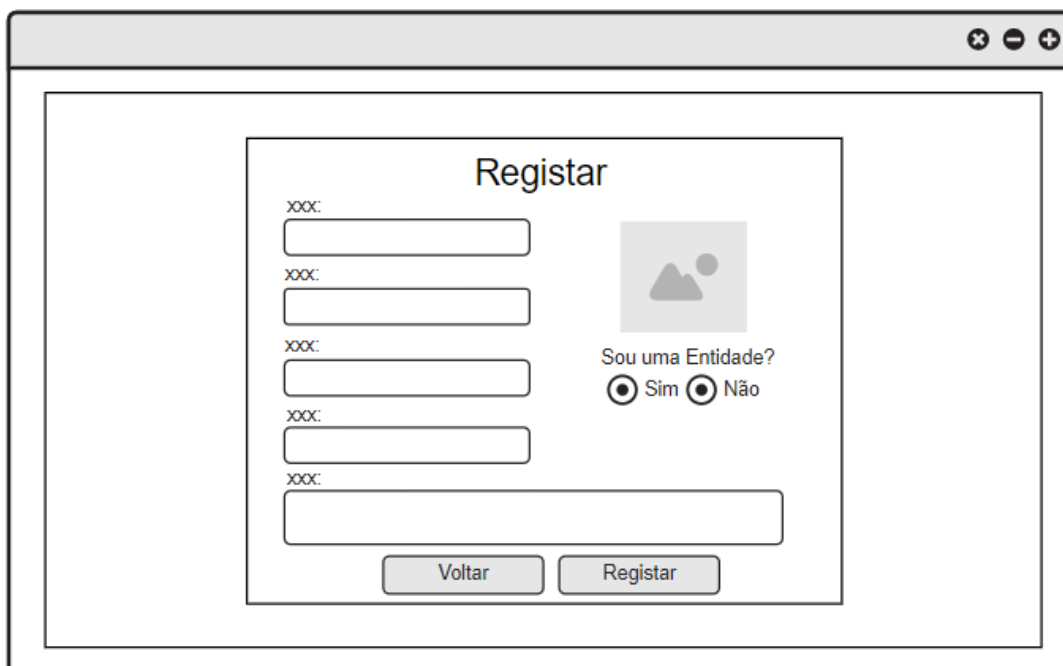 Registar
xxx:
xxx:
xxx:
Sou uma Entidade?
Sim Não
xxx:
xxx:
Voltar Registar